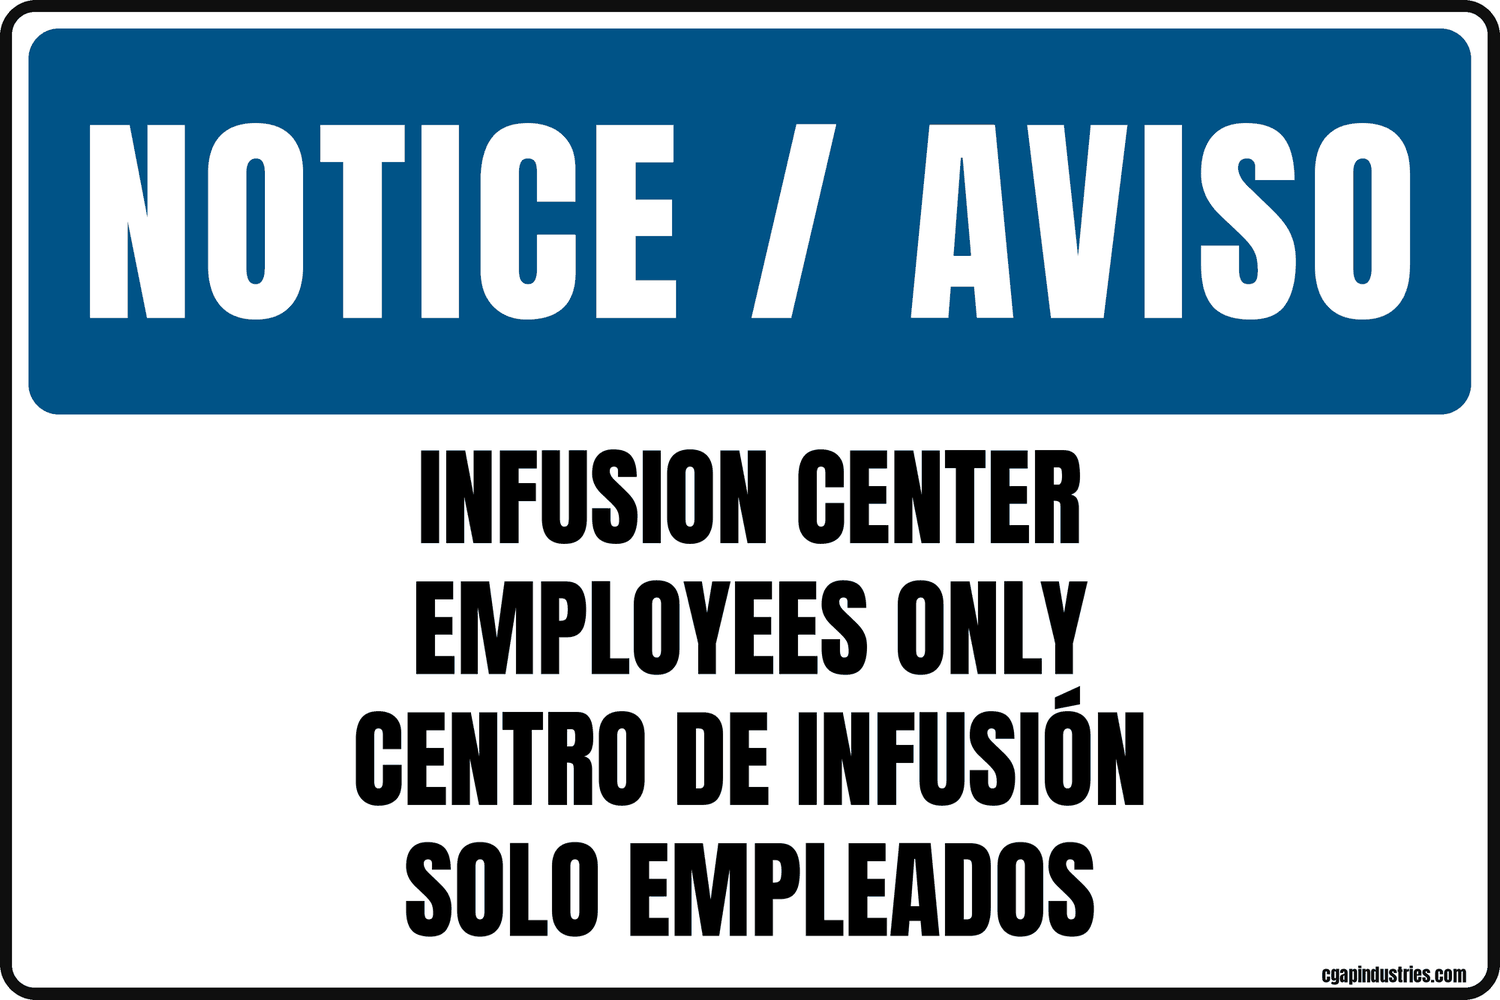 NOTICE / AVISO
INFUSION CENTER
EMPLOYEES ONLY
CENTRO DE INFUSIÓN
SOLO EMPLEADOS
cgapindustries.com